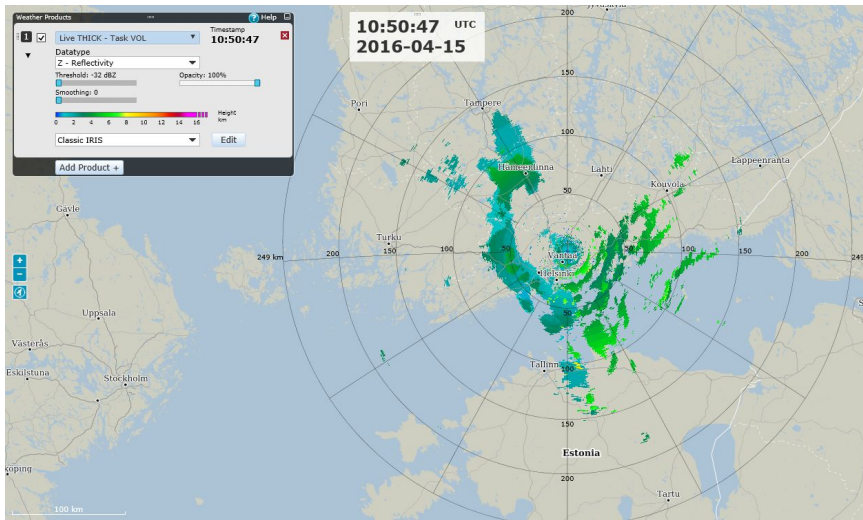 Weather Products
Help
1
Live THICK - Task VOL
Timestamp
10:50:47
Datatype
Z - Reflectivity
Threshold: -32 dBZ
Opacity: 100%
Smoothing: 0
Height
km
0 2 4 6 8 10 12 14 16
Classic IRIS
Edit
Add Product +
10:50:47 UTC
2016-04-15
200
Jyväskylä
150
Pori
Tampere
100
Hämeenlinna
Lahti
Lappeenranta
Kouvola
50
Gävle
Turku
249 km
200
150
100
50
Vantaa
50
100
150
200
249
Helsinki
Uppsala
50
Västerås
Eskilstuna
Stockholm
Tallinn
100
150
Estonia
köping
200
Tartu
100 km